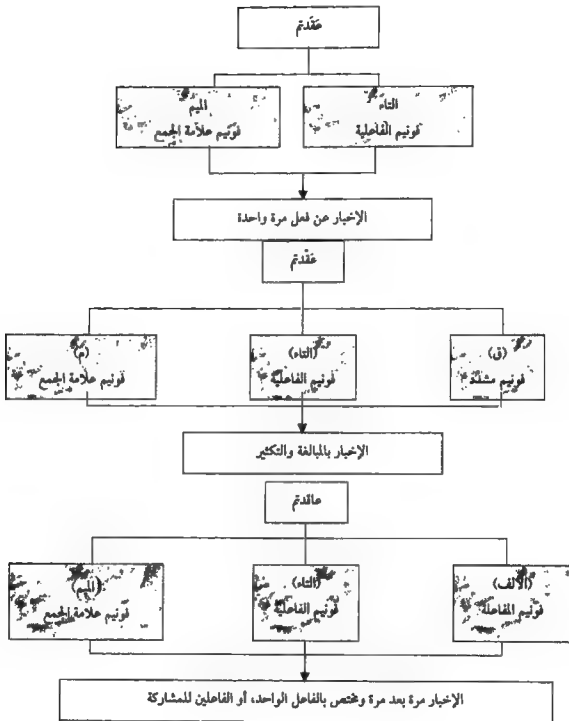 عَقَدتم
التاء
فونيم الفاعلية
الميم
فونيم علامة الجمع
الإخبار عن فعل مرة واحدة
عَقّدتم
(ق)
فونيم مشدد
(التاء)
فونيم الفاعلية
(م)
فونيم علامة الجمع
الإخبار بالمبالغة والتكثير
عاقدتم
(الألف)
فونيم المفاعلة
(التاء)
فونيم الفاعلية
(الميم)
فونيم علامة الجمع
الإخبار مرة بعد مرة ومختص بالفاعل الواحد، أو الفاعلين للمشاركة